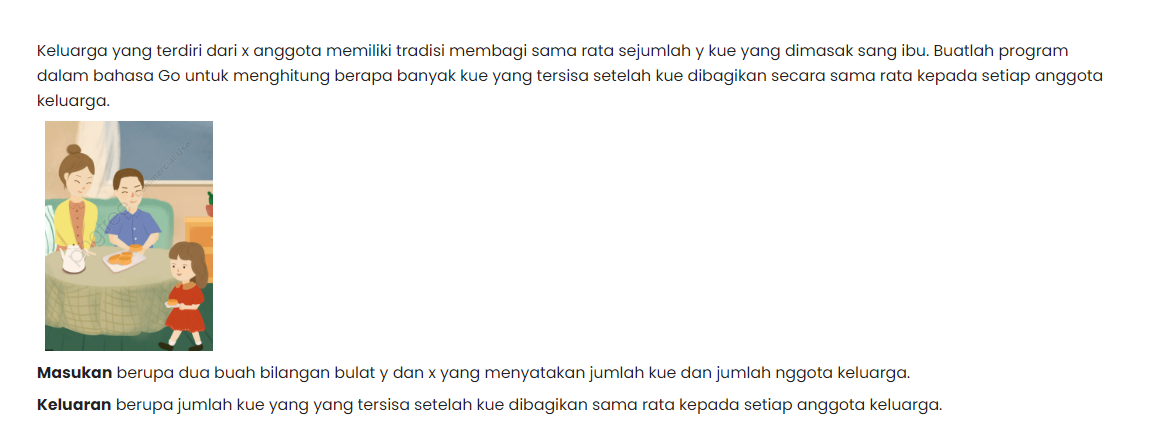 Keluarga yang terdiri dari x anggota memiliki tradisi membagi sama rata sejumlah y kue yang dimasak sang ibu. Buatlah program
dalam bahasa Go untuk menghitung berapa banyak kue yang tersisa setelah kue dibagikan secara sama rata kepada setiap anggota
keluarga.
Masukan berupa dua buah bilangan bulat y dan x yang menyatakan jumlah kue dan jumlah nggota keluarga.
Keluaran berupa jumlah kue yang yang tersisa setelah kue dibagikan sama rata kepada setiap anggota keluarga.